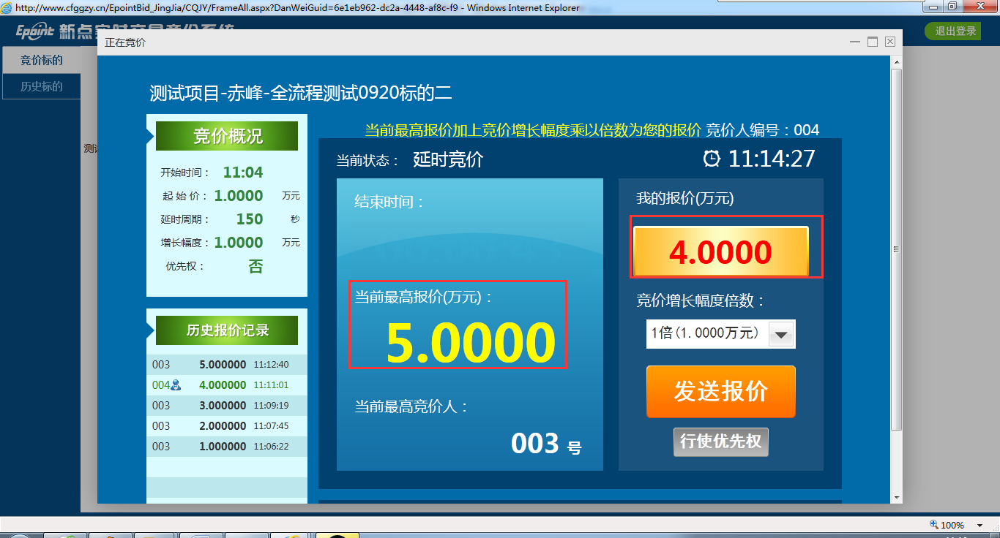 http://www.cfggzy.cn/EpointBid_JingJia/CQJY/FrameAll.aspx?DanWeiGuid=6e1eb962-dc2a-4448-af8c-f9 - Windows Internet Explorer
Epoint 新点实时交易竞价系统
退出登录
竞价标的
历史标的
测试
正在竞价
测试项目-赤峰-全流程测试0920标的二
竞价概况
开始时间： 11:04
起 始 价： 1.0000 万元
延时周期： 150 秒
增长幅度： 1.0000 万元
优先权： 否
历史报价记录
003 5.000000 11:12:40
004 4.000000 11:11:01
003 3.000000 11:09:19
003 2.000000 11:07:45
003 1.000000 11:06:22
当前最高报价加上竞价增长幅度乘以倍数为您的报价 竞价人编号：004
当前状态： 延时竞价 11:14:27
结束时间：
当前最高报价(万元)：
5.0000
当前最高竞价人：
003 号
我的报价(万元)
4.0000
竞价增长幅度倍数：
1倍(1.0000万元)
发送报价
行使优先权
100%